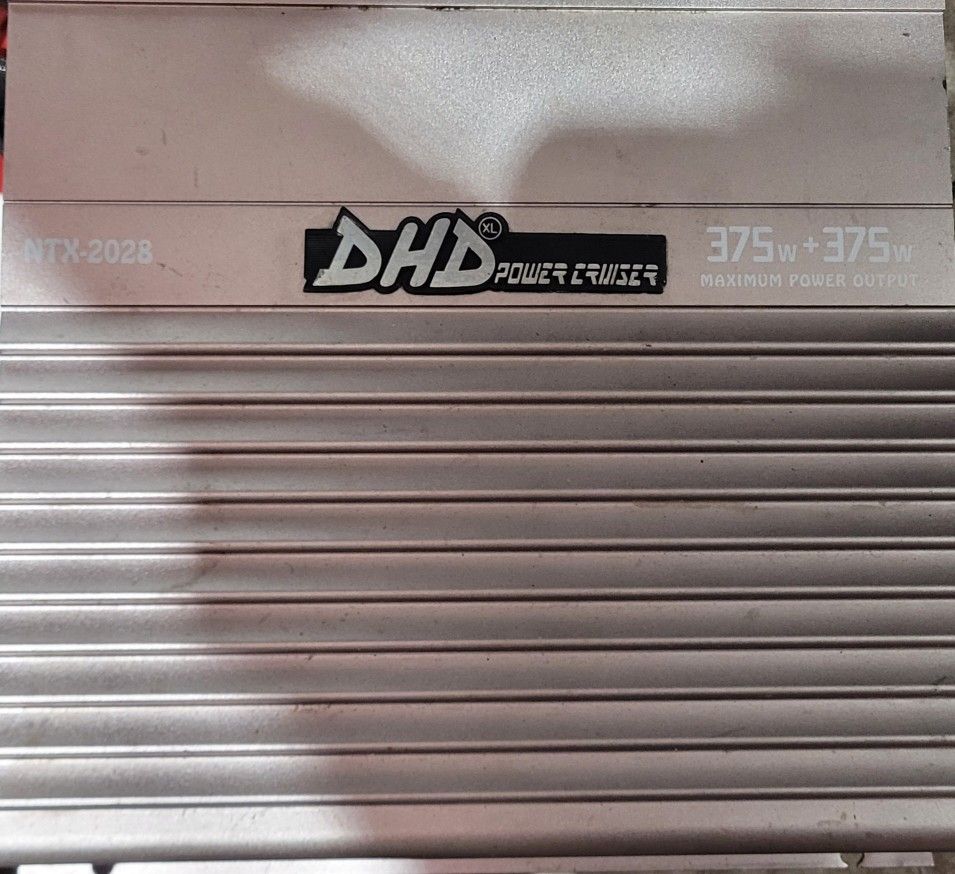 NTX-2028
DHD XL POWER CRUISER
375W+375W
MAXIMUM POWER OUTPUT